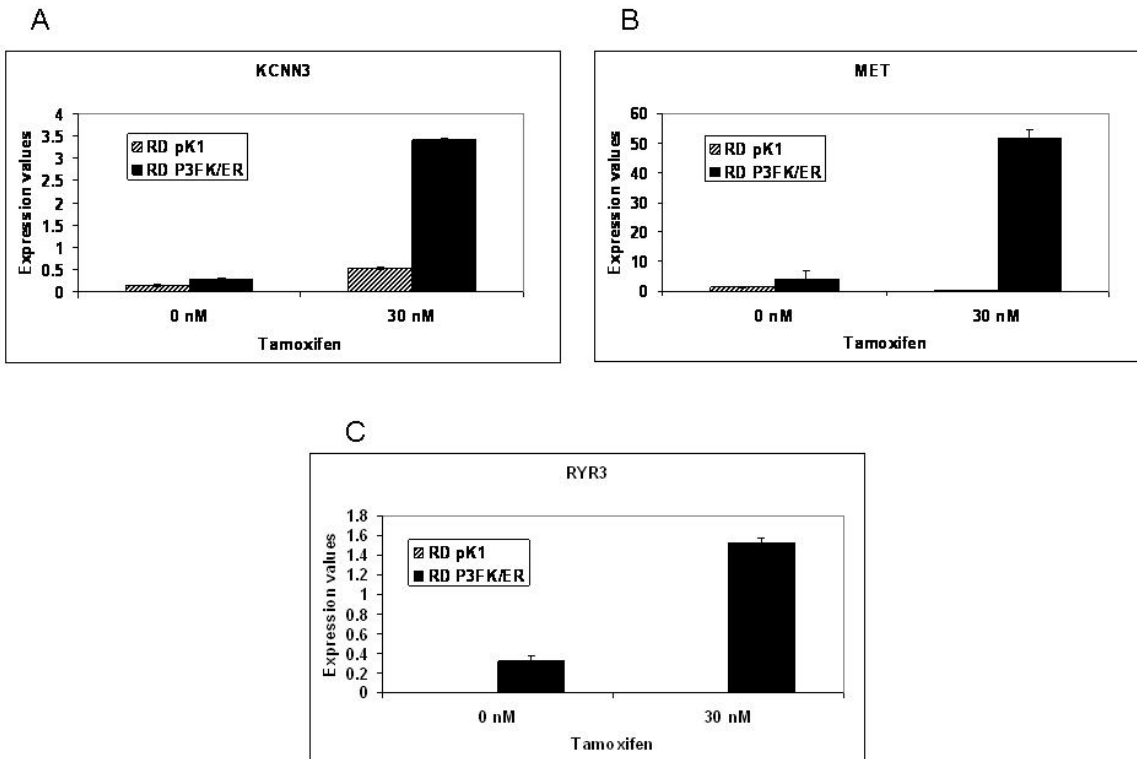 A
KCNN3
Expression values
4
3.5
3
2.5
2
1.5
1
0.5
0
RD pK1
RD P3FK/ER
0 nM
30 nM
Tamoxifen
B
MET
Expression values
60
50
40
30
20
10
0
RD pK1
RD P3FK/ER
0 nM
30 nM
Tamoxifen
C
RYR3
Expression values
1.8
1.6
1.4
1.2
1
0.8
0.6
0.4
0.2
0
RD pK1
RD P3FK/ER
0 nM
30 nM
Tamoxifen